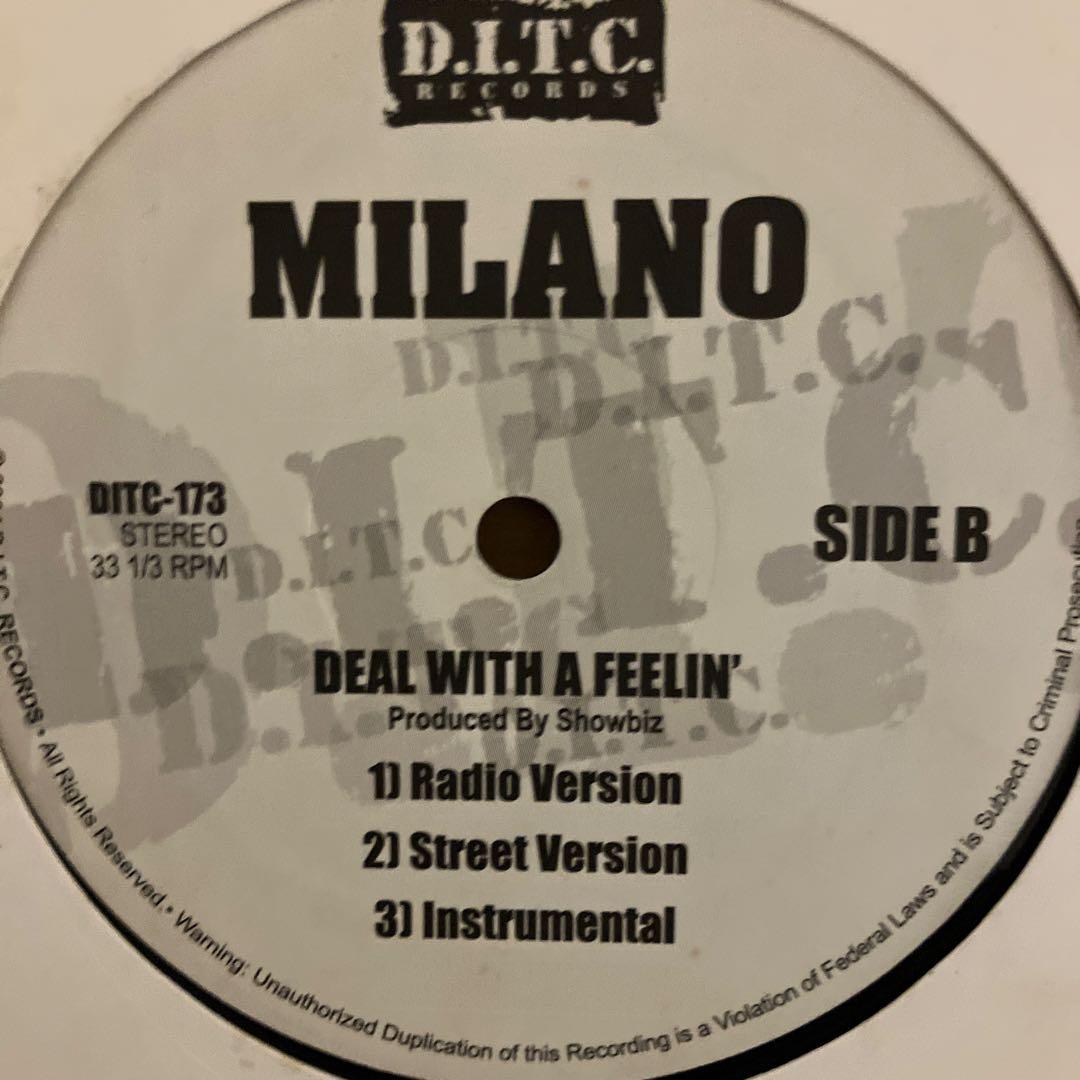 D.I.T.C.
RECORDS
MILANO
D.I.T.C.
D.I.T.C.
D.I.T.C.
DITC-173
STEREO
33 1/3 RPM
SIDE B
D.I.T.C.
D.I.T.C.
DEAL WITH A FEELIN'
Produced By Showbiz
1) Radio Version
2) Street Version
3) Instrumental
D.I.T.C. RECORDS • All Rights Reserved. • Warning: Unauthorized Duplication of this Recording is a Violation of Federal Laws and is Subject to Criminal Prosecution